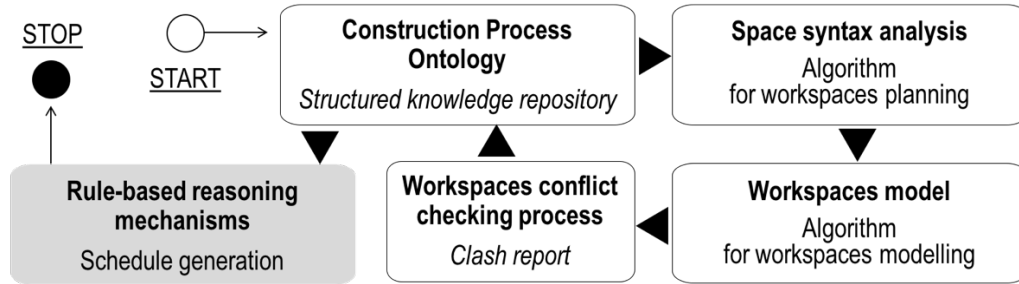 STOP
START
Construction Process
Ontology
Structured knowledge repository
Space syntax analysis
Algorithm
for workspaces planning
Rule-based reasoning
mechanisms
Schedule generation
Workspaces conflict
checking process
Clash report
Workspaces model
Algorithm
for workspaces modelling